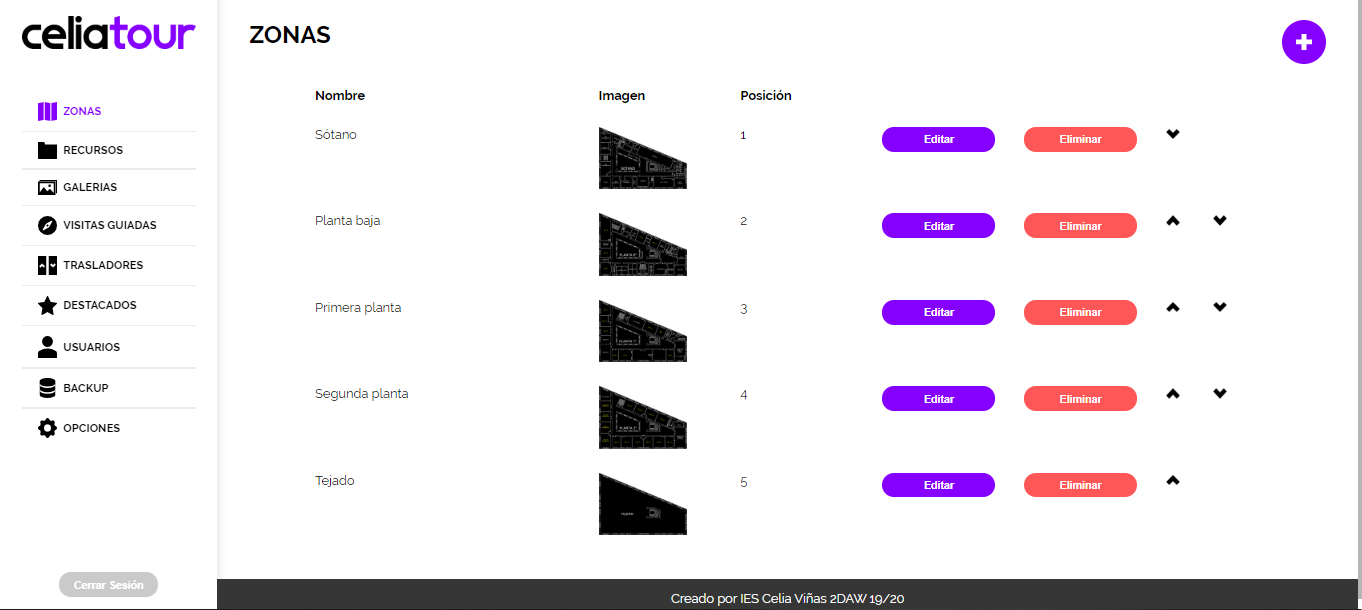 celiatour
ZONAS
RECURSOS
GALERIAS
VISITAS GUIADAS
TRASLADORES
DESTACADOS
USUARIOS
BACKUP
OPCIONES
Cerrar Sesión
ZONAS
Nombre Imagen Posición
Sótano 1 Editar Eliminar
Planta baja 2 Editar Eliminar
Primera planta 3 Editar Eliminar
Segunda planta 4 Editar Eliminar
Tejado 5 Editar Eliminar
Creado por IES Celia Viñas 2DAW 19/20